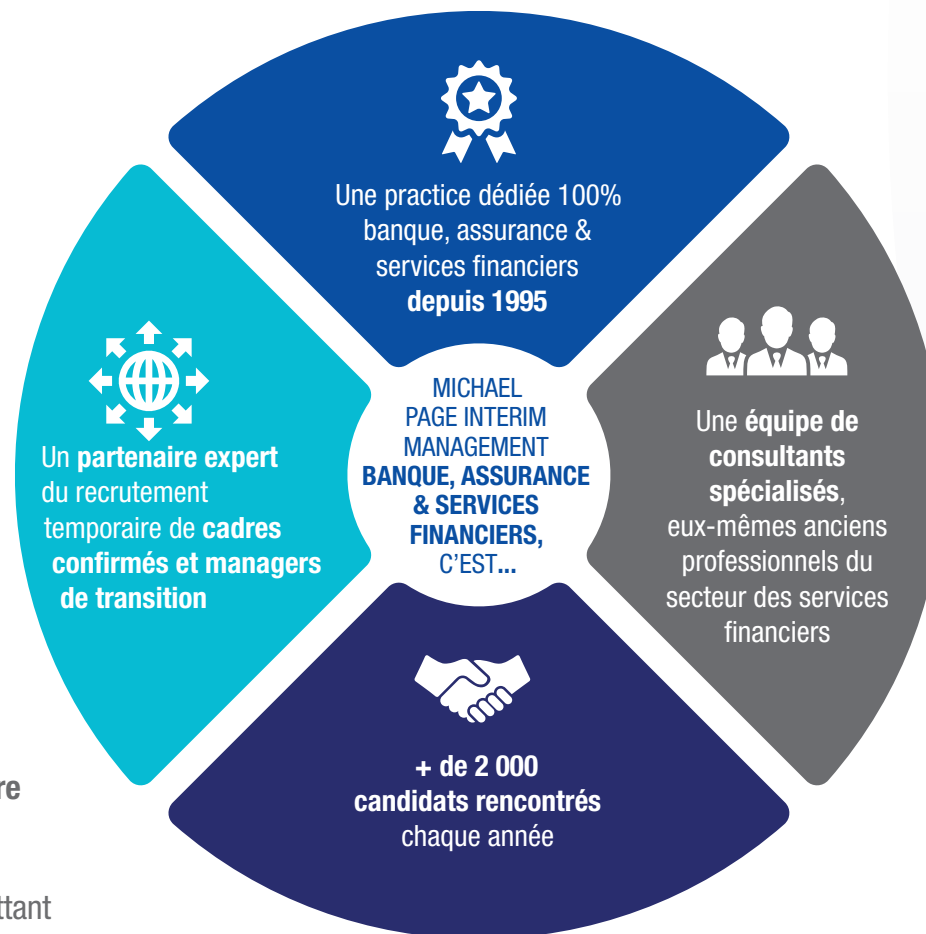 Une practice dédiée 100%
banque, assurance &
services financiers
depuis 1995
Un partenaire expert
du recrutement
temporaire de cadres
confirmés et managers
de transition
MICHAEL
PAGE INTERIM
MANAGEMENT
BANQUE, ASSURANCE
& SERVICES
FINANCIERS,
C'EST...
Une équipe de
consultants
spécialisés,
eux-mêmes anciens
professionnels du
secteur des services
financiers
+ de 2 000
candidats rencontrés
chaque année
re
ttant